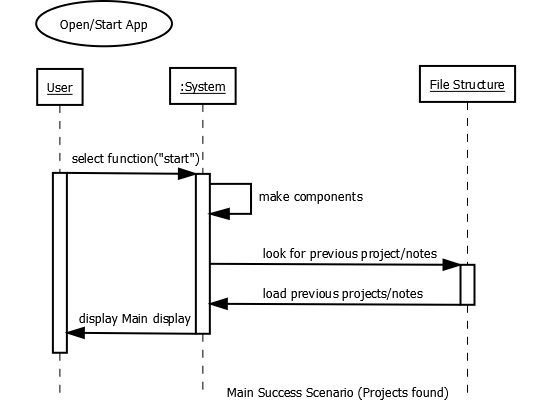 Open/Start App
User
:System
File Structure
select function("start")
make components
look for previous project/notes
load previous projects/notes
display Main display
Main Success Scenario (Projects found)